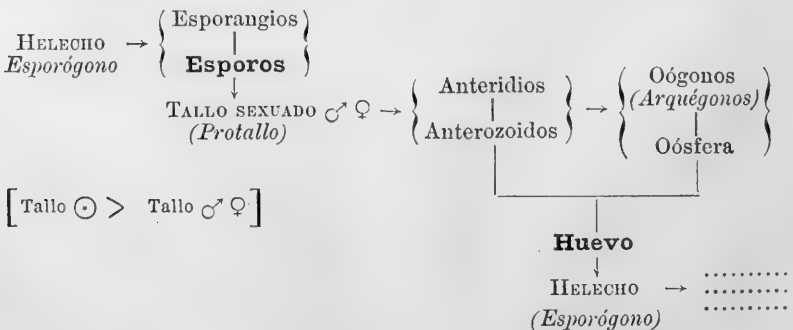 HELECHO → { Esporangios
Esporógono
Esporos
↓
TALLO SEXUADO ♂ ♀ → { Anteridios } → { Oógonos }
(Protallo)
(Arquégonos)
Anterozoidos
Oósfera
[Tallo ⊙ > Tallo ♂ ♀]
Huevo
↓
HELECHO → ..........
(Esporógono)